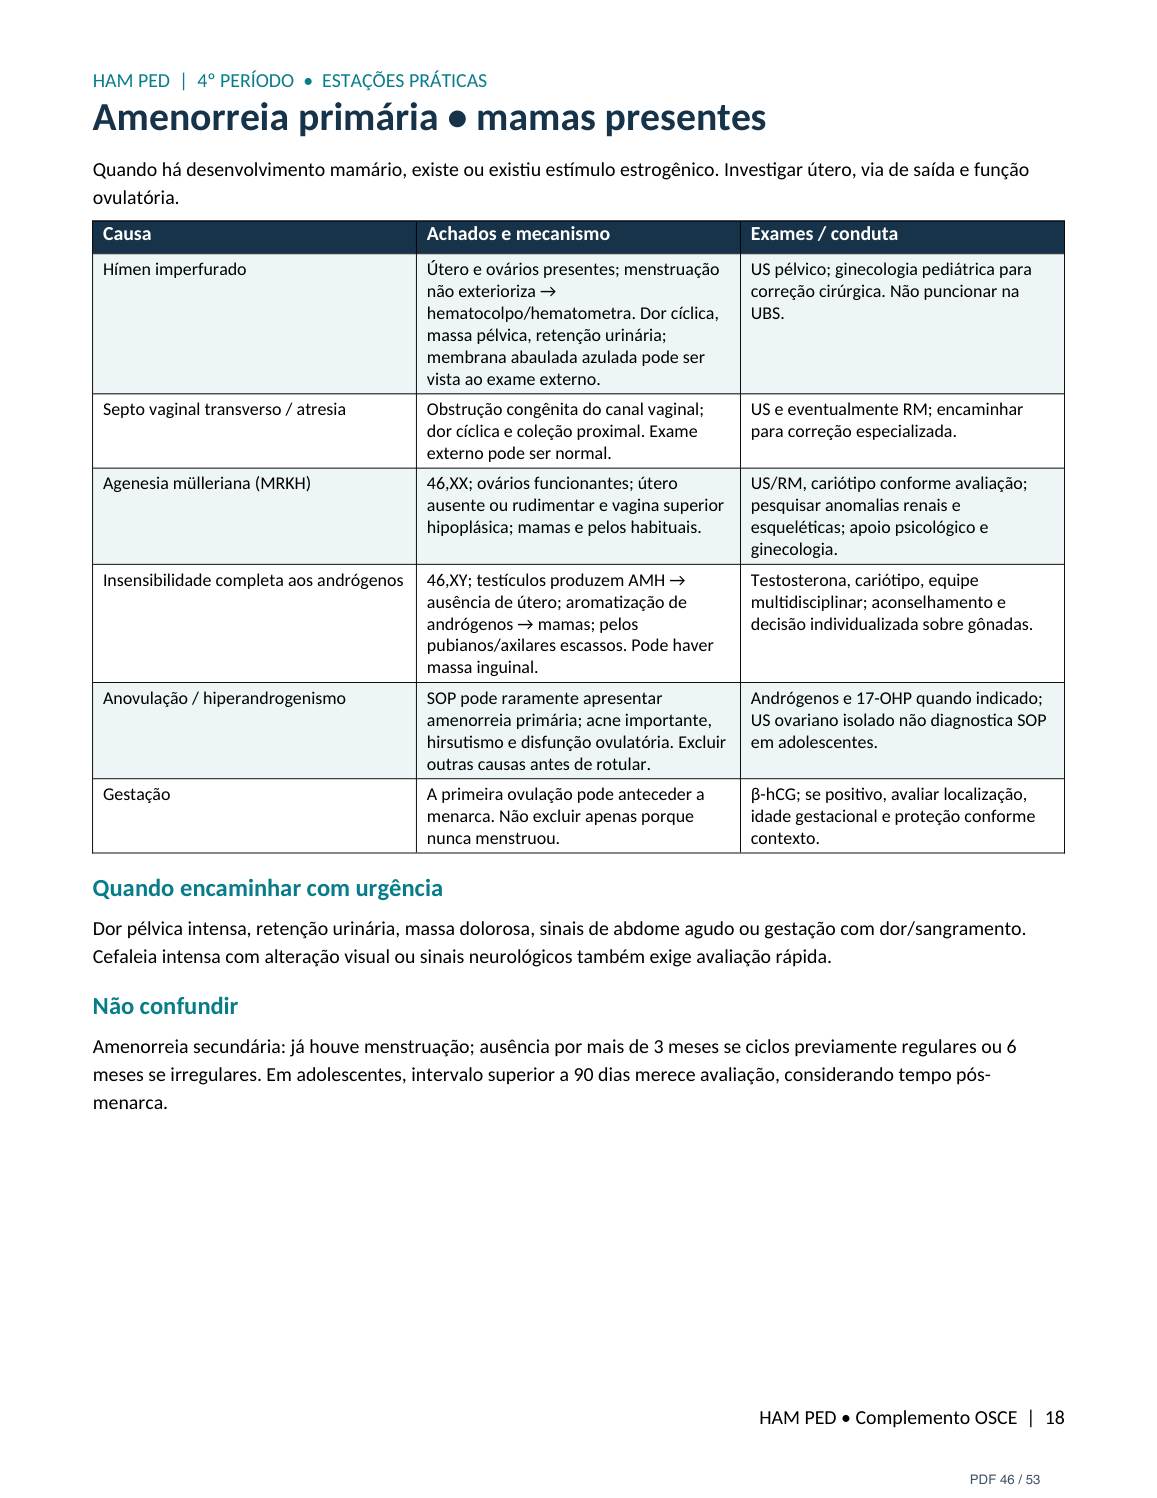 HAM PED | 4º PERÍODO • ESTAÇÕES PRÁTICAS
Amenorreia primária • mamas presentes
Quando há desenvolvimento mamário, existe ou existiu estímulo estrogênico. Investigar útero, via de saída e função
ovulatória.
Causa
Achados e mecanismo
Exames / conduta
Hímen imperfurado
Útero e ovários presentes; menstruação
não exterioriza →
hematocolpo/hematometra. Dor cíclica,
massa pélvica, retenção urinária;
membrana abaulada azulada pode ser
vista ao exame externo.
US pélvico; ginecologia pediátrica para
correção cirúrgica. Não puncionar na
UBS.
Septo vaginal transverso / atresia
Obstrução congênita do canal vaginal;
dor cíclica e coleção proximal. Exame
externo pode ser normal.
US e eventualmente RM; encaminhar
para correção especializada.
Agenesia mülleriana (MRKH)
46,XX; ovários funcionantes; útero
ausente ou rudimentar e vagina superior
hipoplásica; mamas e pelos habituais.
US/RM, cariótipo conforme avaliação;
pesquisar anomalias renais e
esqueléticas; apoio psicológico e
ginecologia.
Insensibilidade completa aos andrógenos
46,XY; testículos produzem AMH →
ausência de útero; aromatização de
andrógenos → mamas; pelos
pubianos/axilares escassos. Pode haver
massa inguinal.
Testosterona, cariótipo, equipe
multidisciplinar; aconselhamento e
decisão individualizada sobre gônadas.
Anovulação / hiperandrogenismo
SOP pode raramente apresentar
amenorreia primária; acne importante,
hirsutismo e disfunção ovulatória. Excluir
outras causas antes de rotular.
Andrógenos e 17-OHP quando indicado;
US ovariano isolado não diagnostica SOP
em adolescentes.
Gestação
A primeira ovulação pode anteceder a
menarca. Não excluir apenas porque
nunca menstruou.
β-hCG; se positivo, avaliar localização,
idade gestacional e proteção conforme
contexto.
Quando encaminhar com urgência
Dor pélvica intensa, retenção urinária, massa dolorosa, sinais de abdome agudo ou gestação com dor/sangramento.
Cefaleia intensa com alteração visual ou sinais neurológicos também exige avaliação rápida.
Não confundir
Amenorreia secundária: já houve menstruação; ausência por mais de 3 meses se ciclos previamente regulares ou 6
meses se irregulares. Em adolescentes, intervalo superior a 90 dias merece avaliação, considerando tempo pós-
menarca.
HAM PED • Complemento OSCE | 18
PDF 46 / 53